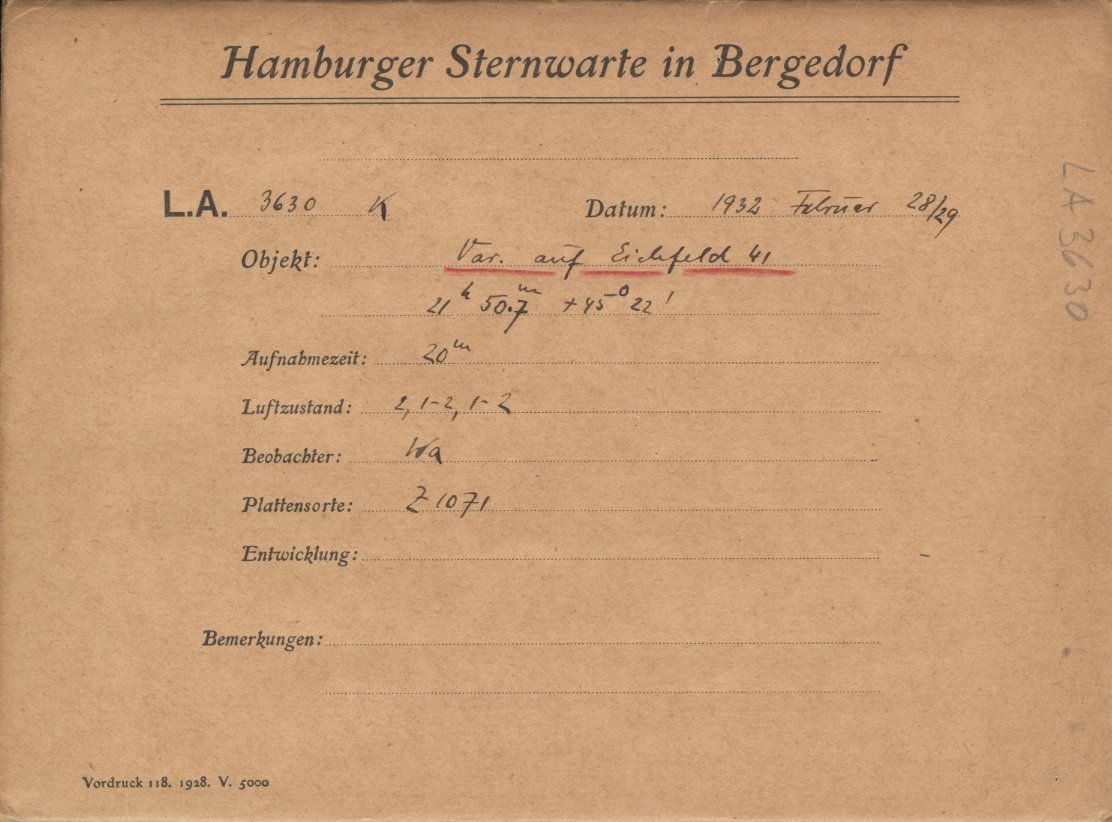 Hamburger Sternwarte in Bergedorf
L.A. 3630 K Datum: 1932 Februar 28/29
Objekt: Var. auf Eichfeld 41
21h 50.7m +45° 22'
Aufnahmezeit: 20m
Luftzustand: 2, 1-2, 1-2
Beobachter: Wa
Plattensorte: Z 1071
Entwicklung:
Bemerkungen:
Vordruck 118. 1928. V. 5000
LA 3630